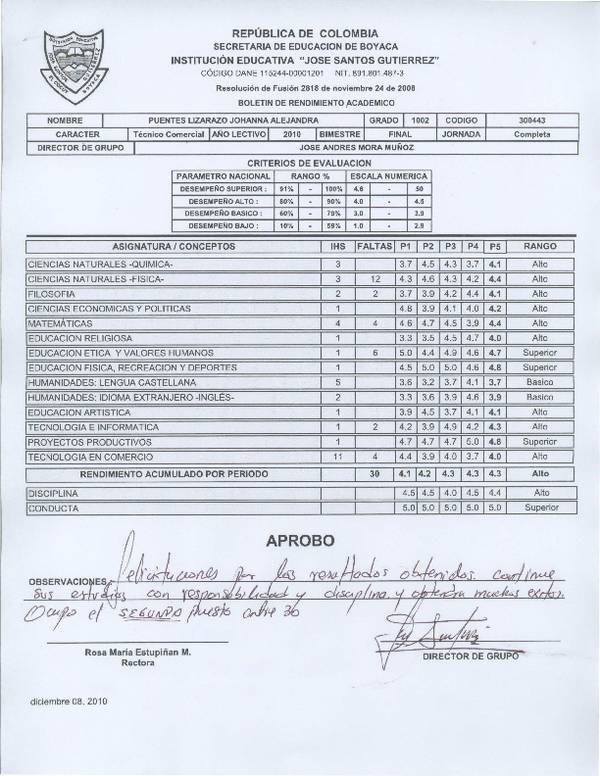 REPÚBLICA DE COLOMBIA
SECRETARIA DE EDUCACION DE BOYACA
INSTITUCIÓN EDUCATIVA "JOSE SANTOS GUTIERREZ"
CÓDIGO DANE 115244-00001201 NIT. 891.801.487-3
Resolución de Fusión 2818 de noviembre 24 de 2008
BOLETIN DE RENDIMIENTO ACADEMICO
NOMBRE PUENTES LIZARAZO JOHANNA ALEJANDRA GRADO 1002 CODIGO 300443
CARACTER Técnico Comercial AÑO LECTIVO 2010 BIMESTRE FINAL JORNADA Completa
DIRECTOR DE GRUPO JOSE ANDRES MORA MUÑOZ
CRITERIOS DE EVALUACION
PARAMETRO NACIONAL RANGO % ESCALA NUMERICA
DESEMPEÑO SUPERIOR : 91% - 100% 4.6 - 50
DESEMPEÑO ALTO : 80% - 90% 4.0 - 4.5
DESEMPEÑO BASICO : 60% - 79% 3.0 - 3.9
DESEMPEÑO BAJO : 10% - 59% 1.0 - 2.9
ASIGNATURA / CONCEPTOS IHS FALTAS P1 P2 P3 P4 P5 RANGO
CIENCIAS NATURALES -QUIMICA- 3 3.7 4.5 4.3 3.7 4.1 Alto
CIENCIAS NATURALES -FISICA- 3 12 4.3 4.6 4.3 4.2 4.4 Alto
FILOSOFIA 2 2 3.7 3.9 4.2 4.4 4.1 Alto
CIENCIAS ECONOMICAS Y POLITICAS 1 4.8 3.9 4.1 4.0 4.2 Alto
MATEMÁTICAS 4 4 4.6 4.7 4.5 3.9 4.4 Alto
EDUCACION RELIGIOSA 1 3.3 3.5 4.5 4.7 4.0 Alto
EDUCACION ETICA Y VALORES HUMANOS 1 6 5.0 4.4 4.9 4.6 4.7 Superior
EDUCACION FISICA, RECREACION Y DEPORTES 1 4.5 5.0 5.0 4.6 4.8 Superior
HUMANIDADES: LENGUA CASTELLANA 5 3.6 3.2 3.7 4.1 3.7 Basico
HUMANIDADES: IDIOMA EXTRANJERO -INGLÉS- 2 3.3 3.6 3.9 4.6 3.9 Basico
EDUCACION ARTISTICA 1 3.9 4.5 3.7 4.1 4.1 Alto
TECNOLOGIA E INFORMATICA 1 2 4.2 3.9 4.9 4.2 4.3 Alto
PROYECTOS PRODUCTIVOS 1 4.7 4.7 4.7 5.0 4.8 Superior
TECNOLOGIA EN COMERCIO 11 4 4.4 3.9 4.0 3.7 4.0 Alto
RENDIMIENTO ACUMULADO POR PERIODO 30 4.1 4.2 4.3 4.3 4.3 Alto
DISCIPLINA 4.5 4.5 4.0 4.5 4.4 Alto
CONDUCTA 5.0 5.0 5.0 5.0 5.0 Superior
APROBO
OBSERVACIONES: Felicitaciones por los resultados obtenidos. continue
sus estudios con responsabilidad y disciplina y obtendra muchos exitos.
Ocupo el SEGUNDO puesto entre 36
Rosa María Estupiñan M.
Rectora
DIRECTOR DE GRUPO
diciembre 08, 2010